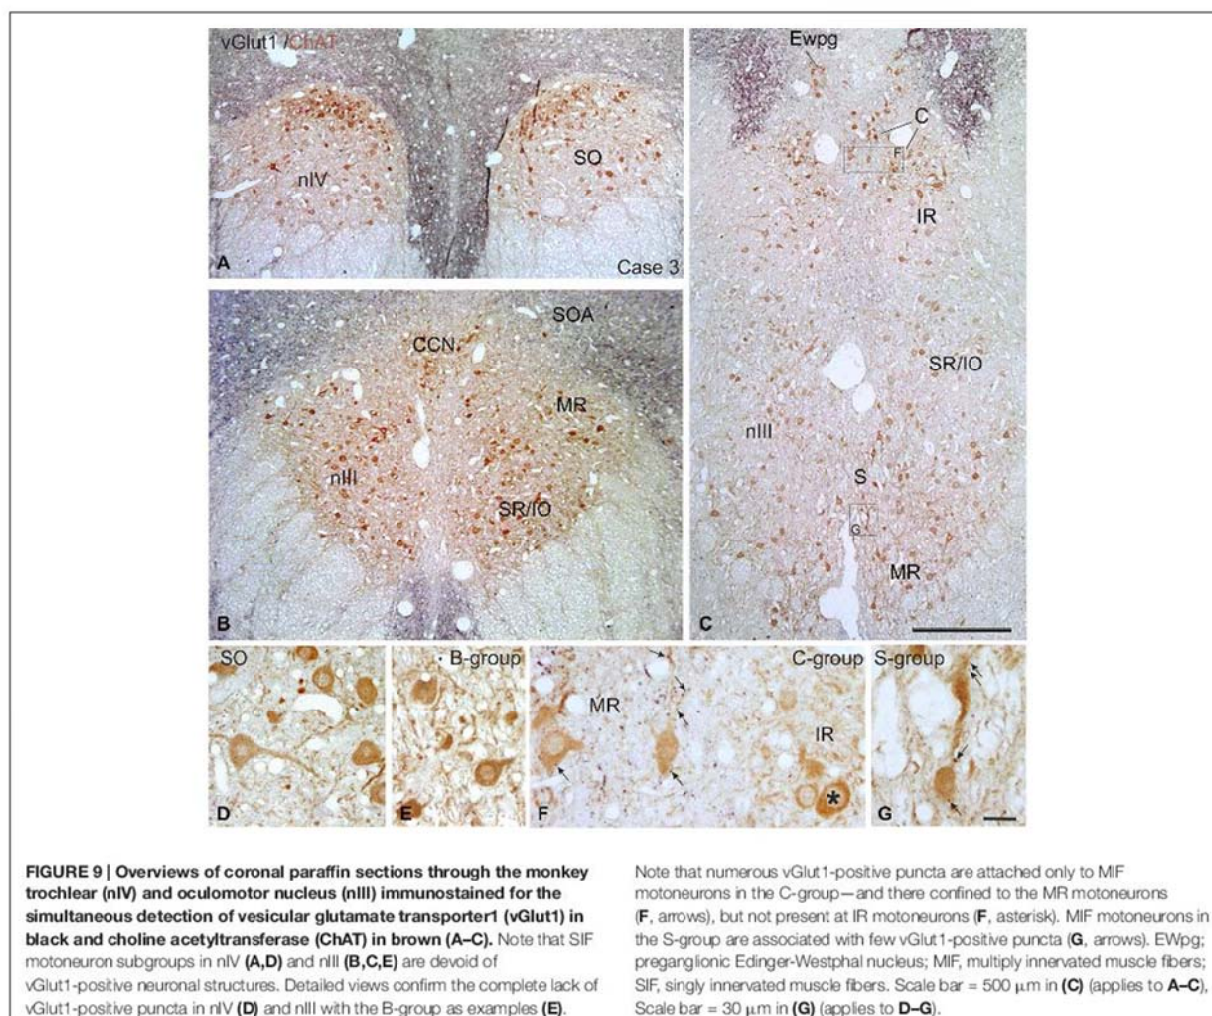 vGlut1 /ChAT
nIV
SO
A
Case 3
SOA
CCN
MR
nIII
SR/IO
B
Ewpg
C
F
IR
SR/IO
nIII
S
G
MR
C
SO
D
B-group
E
C-group
MR
IR
*
F
S-group
G
FIGURE 9 | Overviews of coronal paraffin sections through the monkey
trochlear (nIV) and oculomotor nucleus (nIII) immunostained for the
simultaneous detection of vesicular glutamate transporter1 (vGlut1) in
black and choline acetyltransferase (ChAT) in brown (A–C). Note that SIF
motoneuron subgroups in nIV (A,D) and nIII (B,C,E) are devoid of
vGlut1-positive neuronal structures. Detailed views confirm the complete lack of
vGlut1-positive puncta in nIV (D) and nIII with the B-group as examples (E).
Note that numerous vGlut1-positive puncta are attached only to MIF
motoneurons in the C-group—and there confined to the MR motoneurons
(F, arrows), but not present at IR motoneurons (F, asterisk). MIF motoneurons in
the S-group are associated with few vGlut1-positive puncta (G, arrows). EWpg;
preganglionic Edinger-Westphal nucleus; MIF, multiply innervated muscle fibers;
SIF, singly innervated muscle fibers. Scale bar = 500 μm in (C) (applies to A–C),
Scale bar = 30 μm in (G) (applies to D–G).